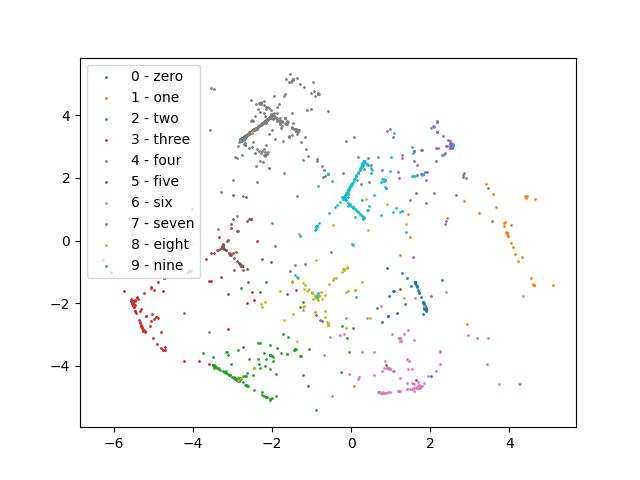 0 - zero
1 - one
2 - two
3 - three
4 - four
5 - five
6 - six
7 - seven
8 - eight
9 - nine
4
2
0
−2
−4
−6 −4 −2 0 2 4